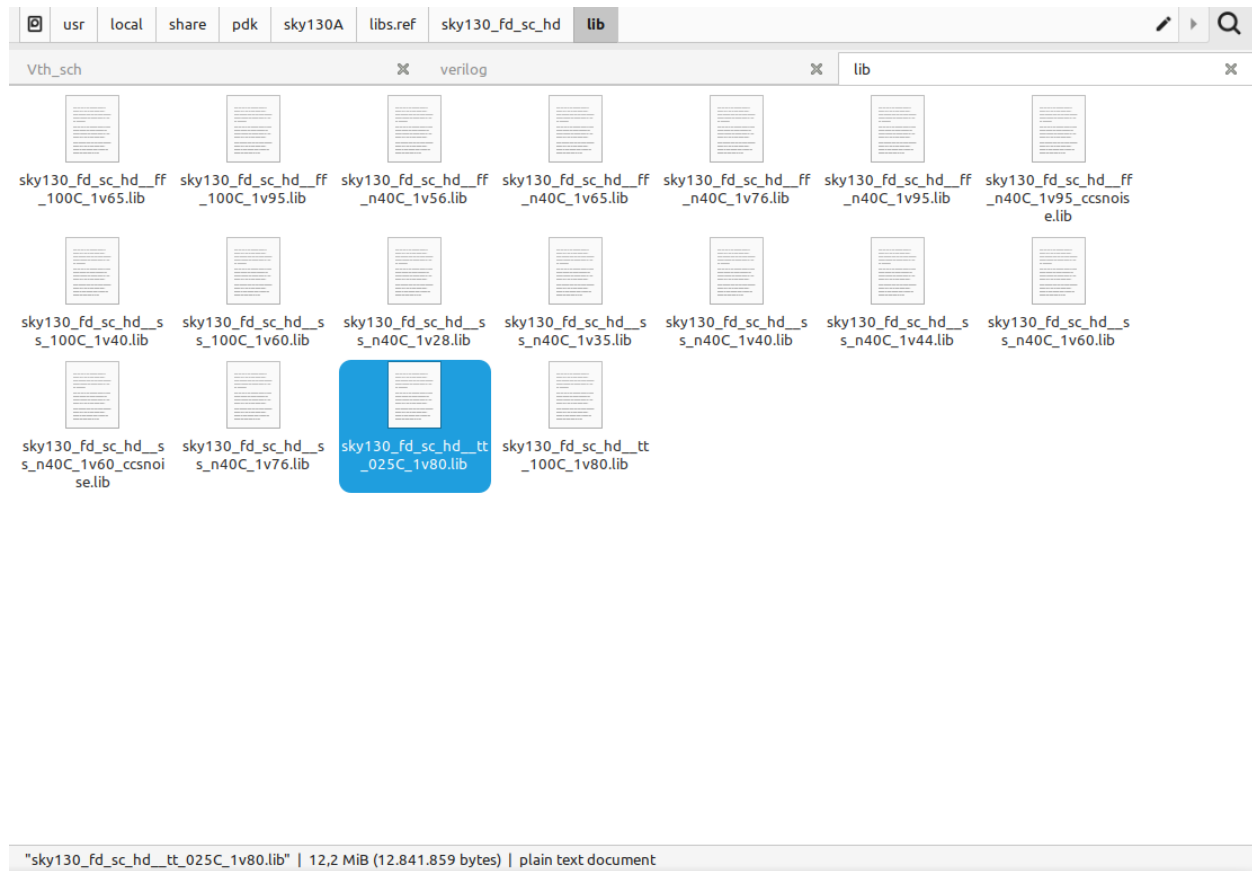 usr local share pdk sky130A libs.ref sky130_fd_sc_hd lib
Vth_sch verilog lib
sky130_fd_sc_hd__ff
_100C_1v65.lib
sky130_fd_sc_hd__ff
_100C_1v95.lib
sky130_fd_sc_hd__ff
_n40C_1v56.lib
sky130_fd_sc_hd__ff
_n40C_1v65.lib
sky130_fd_sc_hd__ff
_n40C_1v76.lib
sky130_fd_sc_hd__ff
_n40C_1v95.lib
sky130_fd_sc_hd__ff
_n40C_1v95_ccsnois
e.lib
sky130_fd_sc_hd__s
s_100C_1v40.lib
sky130_fd_sc_hd__s
s_100C_1v60.lib
sky130_fd_sc_hd__s
s_n40C_1v28.lib
sky130_fd_sc_hd__s
s_n40C_1v35.lib
sky130_fd_sc_hd__s
s_n40C_1v40.lib
sky130_fd_sc_hd__s
s_n40C_1v44.lib
sky130_fd_sc_hd__s
s_n40C_1v60.lib
sky130_fd_sc_hd__s
s_n40C_1v60_ccsnoi
se.lib
sky130_fd_sc_hd__s
s_n40C_1v76.lib
sky130_fd_sc_hd__tt
_025C_1v80.lib
sky130_fd_sc_hd__tt
_100C_1v80.lib
"sky130_fd_sc_hd__tt_025C_1v80.lib" | 12,2 MiB (12.841.859 bytes) | plain text document